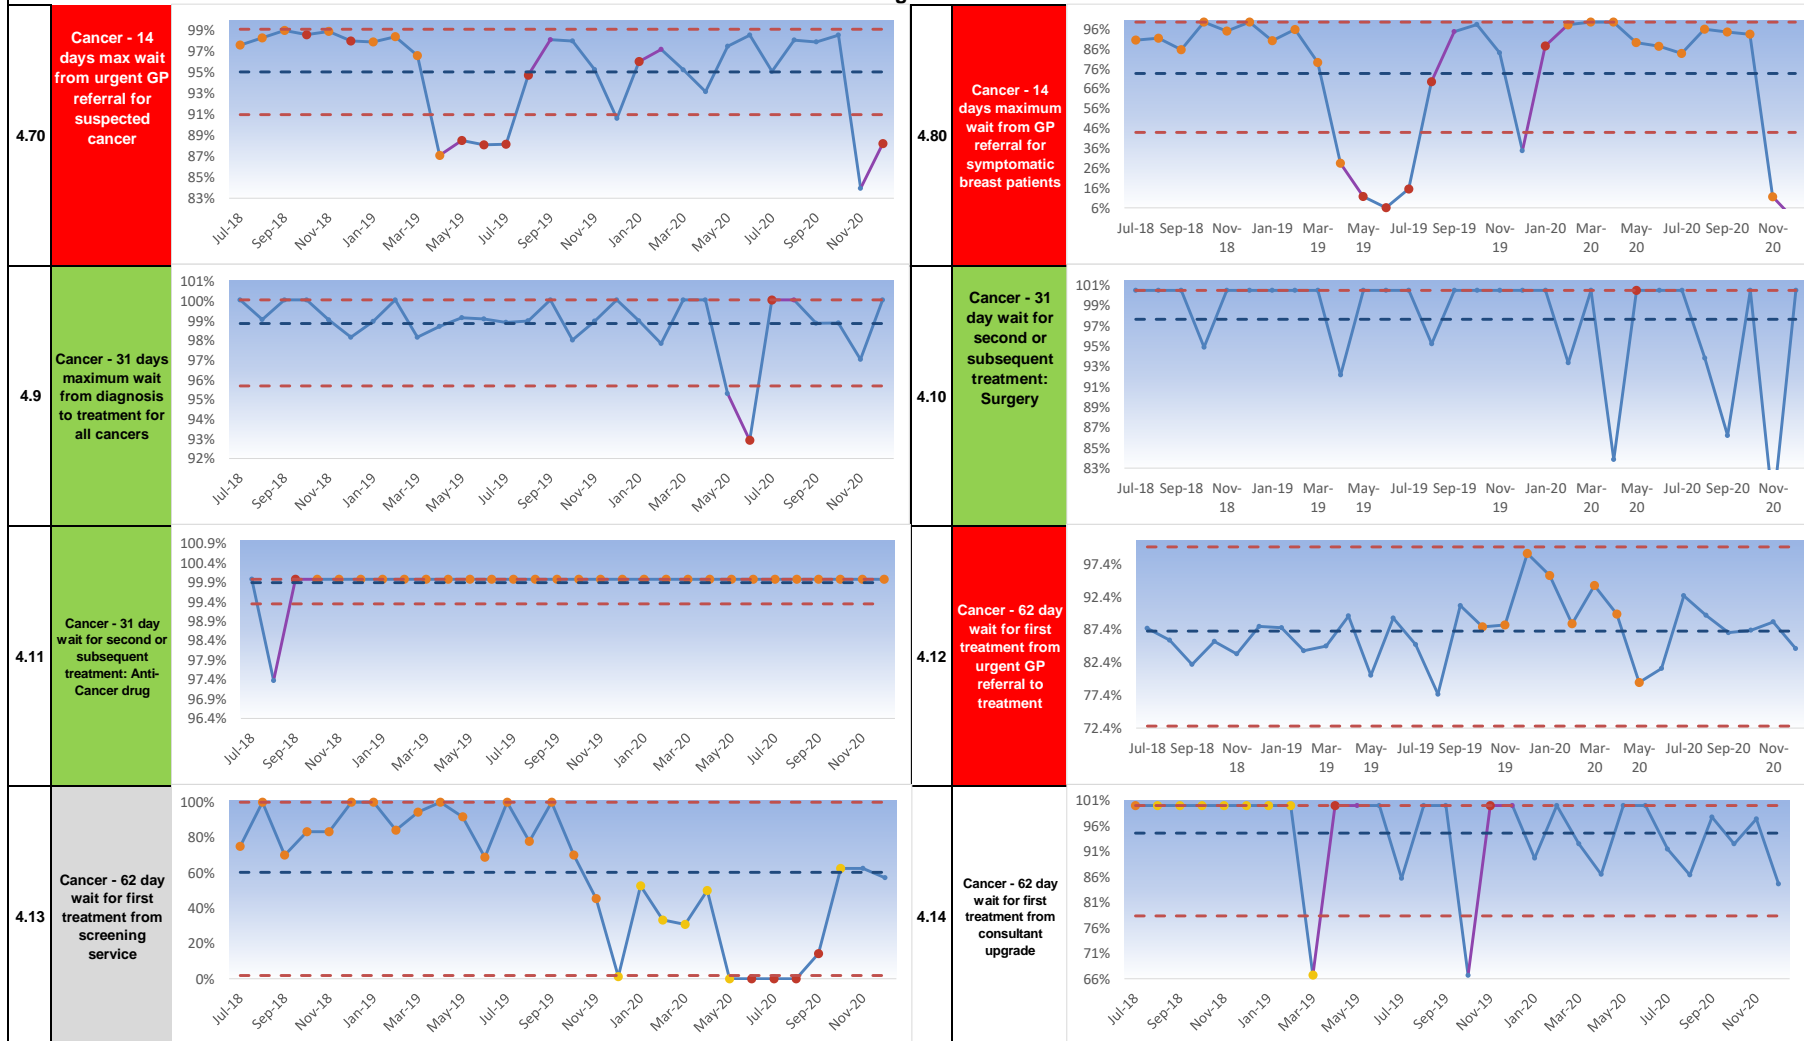 g
4.70
Cancer - 14
days max wait
from urgent GP
referral for
suspected
cancer
99%
97%
95%
93%
91%
89%
87%
85%
83%
Jul-18
Sep-18
Nov-18
Jan-19
Mar-19
May-19
Jul-19
Sep-19
Nov-19
Jan-20
Mar-20
May-20
Jul-20
Sep-20
Nov-20
4.80
Cancer - 14
days maximum
wait from GP
referral for
symptomatic
breast patients
96%
86%
76%
66%
56%
46%
36%
26%
16%
6%
Jul-18 Sep-18 Nov- Jan-19 Mar- May- Jul-19 Sep-19 Nov- Jan-20 Mar- May- Jul-20 Sep-20 Nov-
18 19 19 19 20 20 20
4.9
Cancer - 31 days
maximum wait
from diagnosis
to treatment for
all cancers
101%
100%
99%
98%
97%
96%
95%
94%
93%
92%
Jul-18
Sep-18
Nov-18
Jan-19
Mar-19
May-19
Jul-19
Sep-19
Nov-19
Jan-20
Mar-20
May-20
Jul-20
Sep-20
Nov-20
4.10
Cancer - 31
day wait for
second or
subsequent
treatment:
Surgery
101%
99%
97%
95%
93%
91%
89%
87%
85%
83%
Jul-18 Sep-18 Nov- Jan-19 Mar- May- Jul-19 Sep-19 Nov- Jan-20 Mar- May- Jul-20 Sep-20 Nov-
18 19 19 19 20 20 20
4.11
Cancer - 31 day
wait for second or
subsequent
treatment: Anti-
Cancer drug
100.9%
100.4%
99.9%
99.4%
98.9%
98.4%
97.9%
97.4%
96.9%
96.4%
Jul-18
Sep-18
Nov-18
Jan-19
Mar-19
May-19
Jul-19
Sep-19
Nov-19
Jan-20
Mar-20
May-20
Jul-20
Sep-20
Nov-20
4.12
Cancer - 62 day
wait for first
treatment from
urgent GP
referral to
treatment
97.4%
92.4%
87.4%
82.4%
77.4%
72.4%
Jul-18 Sep-18 Nov- Jan-19 Mar- May- Jul-19 Sep-19 Nov- Jan-20 Mar- May- Jul-20 Sep-20 Nov-
18 19 19 19 20 20 20
4.13
Cancer - 62 day
wait for first
treatment from
screening
service
100%
80%
60%
40%
20%
0%
Jul-18
Sep-18
Nov-18
Jan-19
Mar-19
May-19
Jul-19
Sep-19
Nov-19
Jan-20
Mar-20
May-20
Jul-20
Sep-20
Nov-20
4.14
Cancer - 62 day
wait for first
treatment from
consultant
upgrade
101%
96%
91%
86%
81%
76%
71%
66%
Jul-18
Sep-18
Nov-18
Jan-19
Mar-19
May-19
Jul-19
Sep-19
Nov-19
Jan-20
Mar-20
May-20
Jul-20
Sep-20
Nov-20